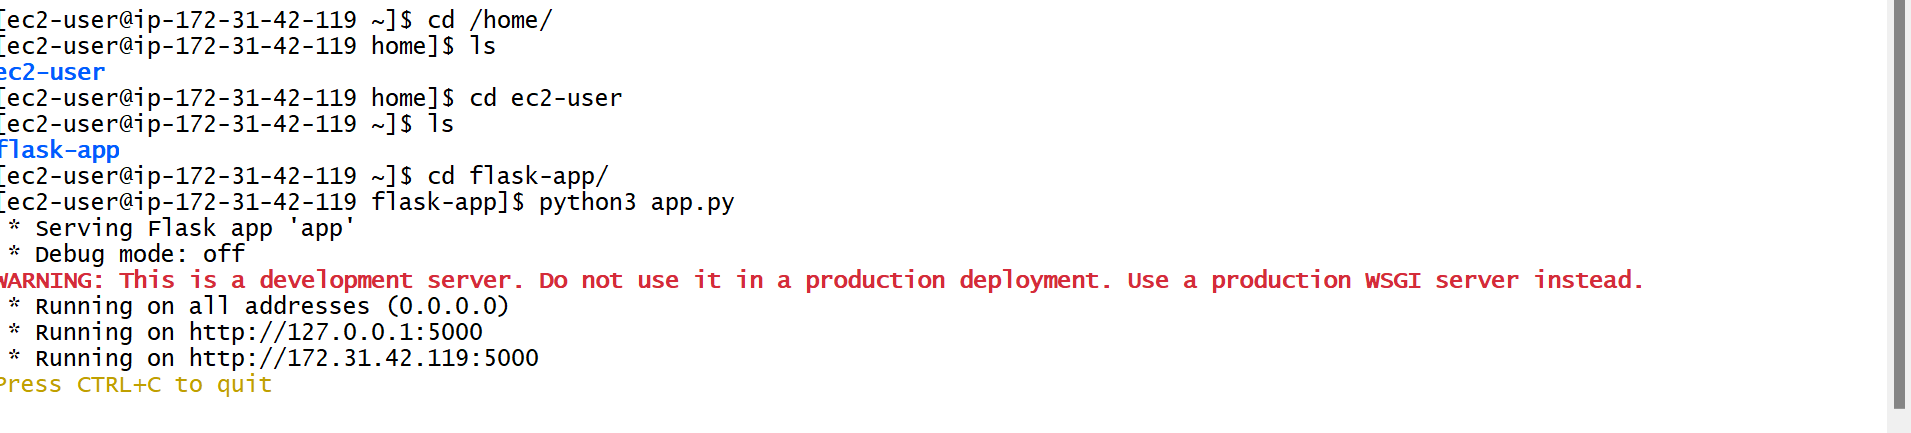 [ec2-user@ip-172-31-42-119 ~]$ cd /home/
[ec2-user@ip-172-31-42-119 home]$ ls
ec2-user
[ec2-user@ip-172-31-42-119 home]$ cd ec2-user
[ec2-user@ip-172-31-42-119 ~]$ ls
flask-app
[ec2-user@ip-172-31-42-119 ~]$ cd flask-app/
[ec2-user@ip-172-31-42-119 flask-app]$ python3 app.py
 * Serving Flask app 'app'
 * Debug mode: off
WARNING: This is a development server. Do not use it in a production deployment. Use a production WSGI server instead.
 * Running on all addresses (0.0.0.0)
 * Running on http://127.0.0.1:5000
 * Running on http://172.31.42.119:5000
Press CTRL+C to quit